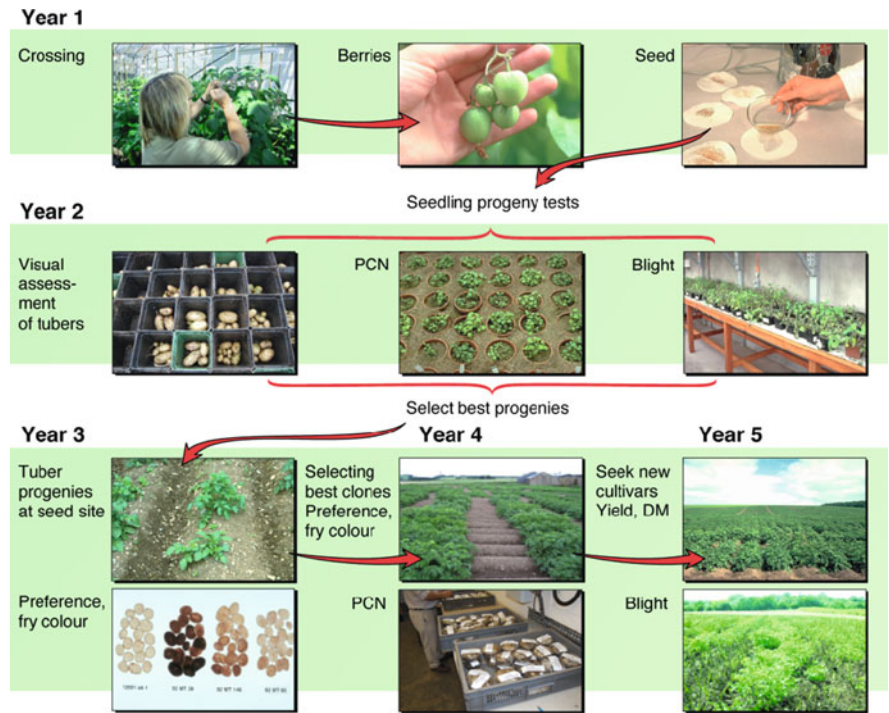 Year 1
Crossing
Berries
Seed
Seedling progeny tests
Year 2
Visual
assess-
ment
of tubers
PCN
Blight
Select best progenies
Year 3
Year 4
Year 5
Tuber
progenies
at seed site
Selecting
best clones
Preference,
fry colour
Seek new
cultivars
Yield, DM
Preference,
fry colour
PCN
Blight